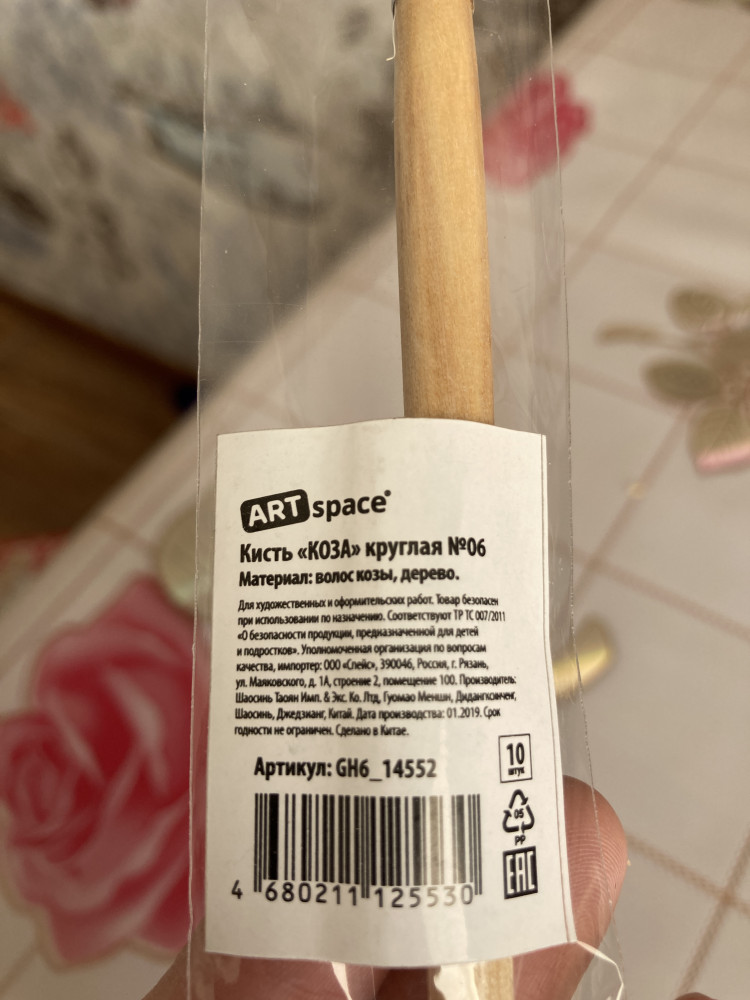 ARTspace®
Кисть «КОЗА» круглая №06
Материал: волос козы, дерево.
Для художественных и оформительских работ. Товар безопасен
при использовании по назначению. Соответствуют ТР ТС 007/2011
«О безопасности продукции, предназначенной для детей
и подростков». Уполномоченная организация по вопросам
качества, импортер: ООО «Спейс», 390046, Россия, г. Рязань,
ул. Маяковского, д. 1А, строение 2, помещение 100. Производитель:
Шаосинь Таоян Имп. & Экс. Ко. Лтд, Гуомао Меншн,
Шаосинь, Джедзианг, Китай. Дата производства: 01.2019. Срок
годности не ограничен. Сделано в Китае.
Артикул: GH6_14552
10
штук
05
PP
EAC
4 680211 125530